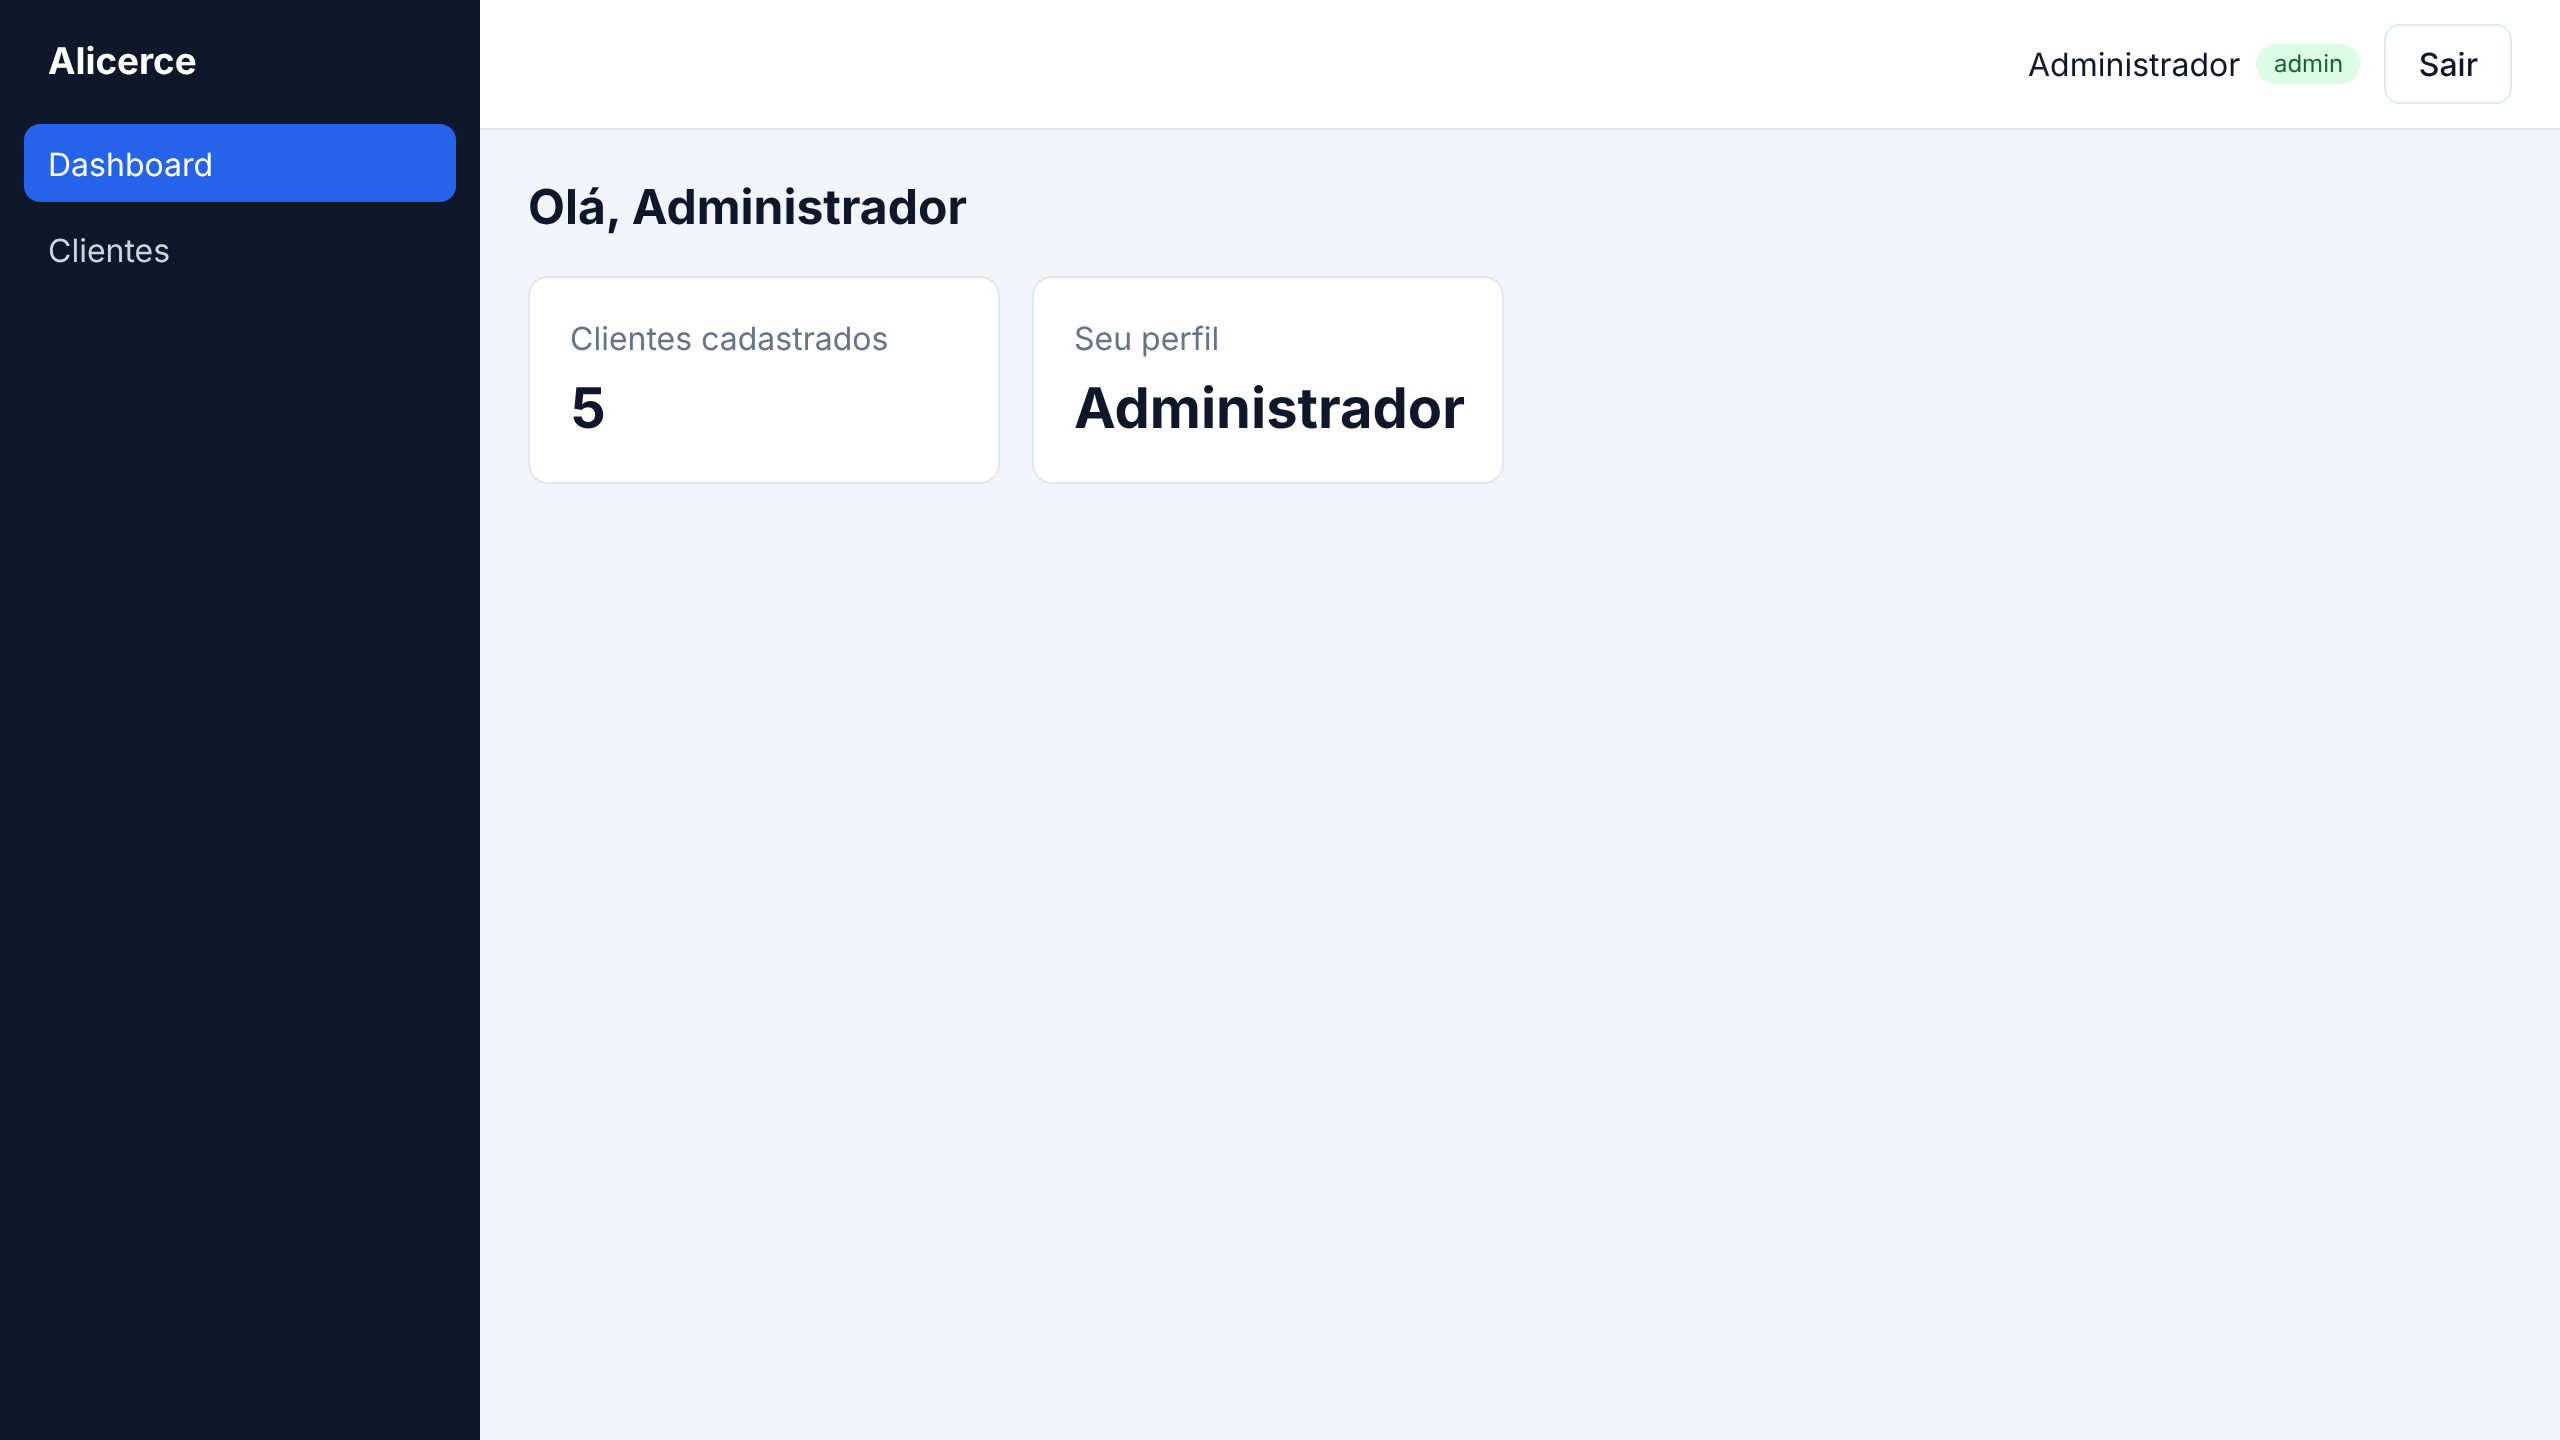 Alicerce
Dashboard
Clientes
Administrador admin Sair
Olá, Administrador
Clientes cadastrados
5
Seu perfil
Administrador